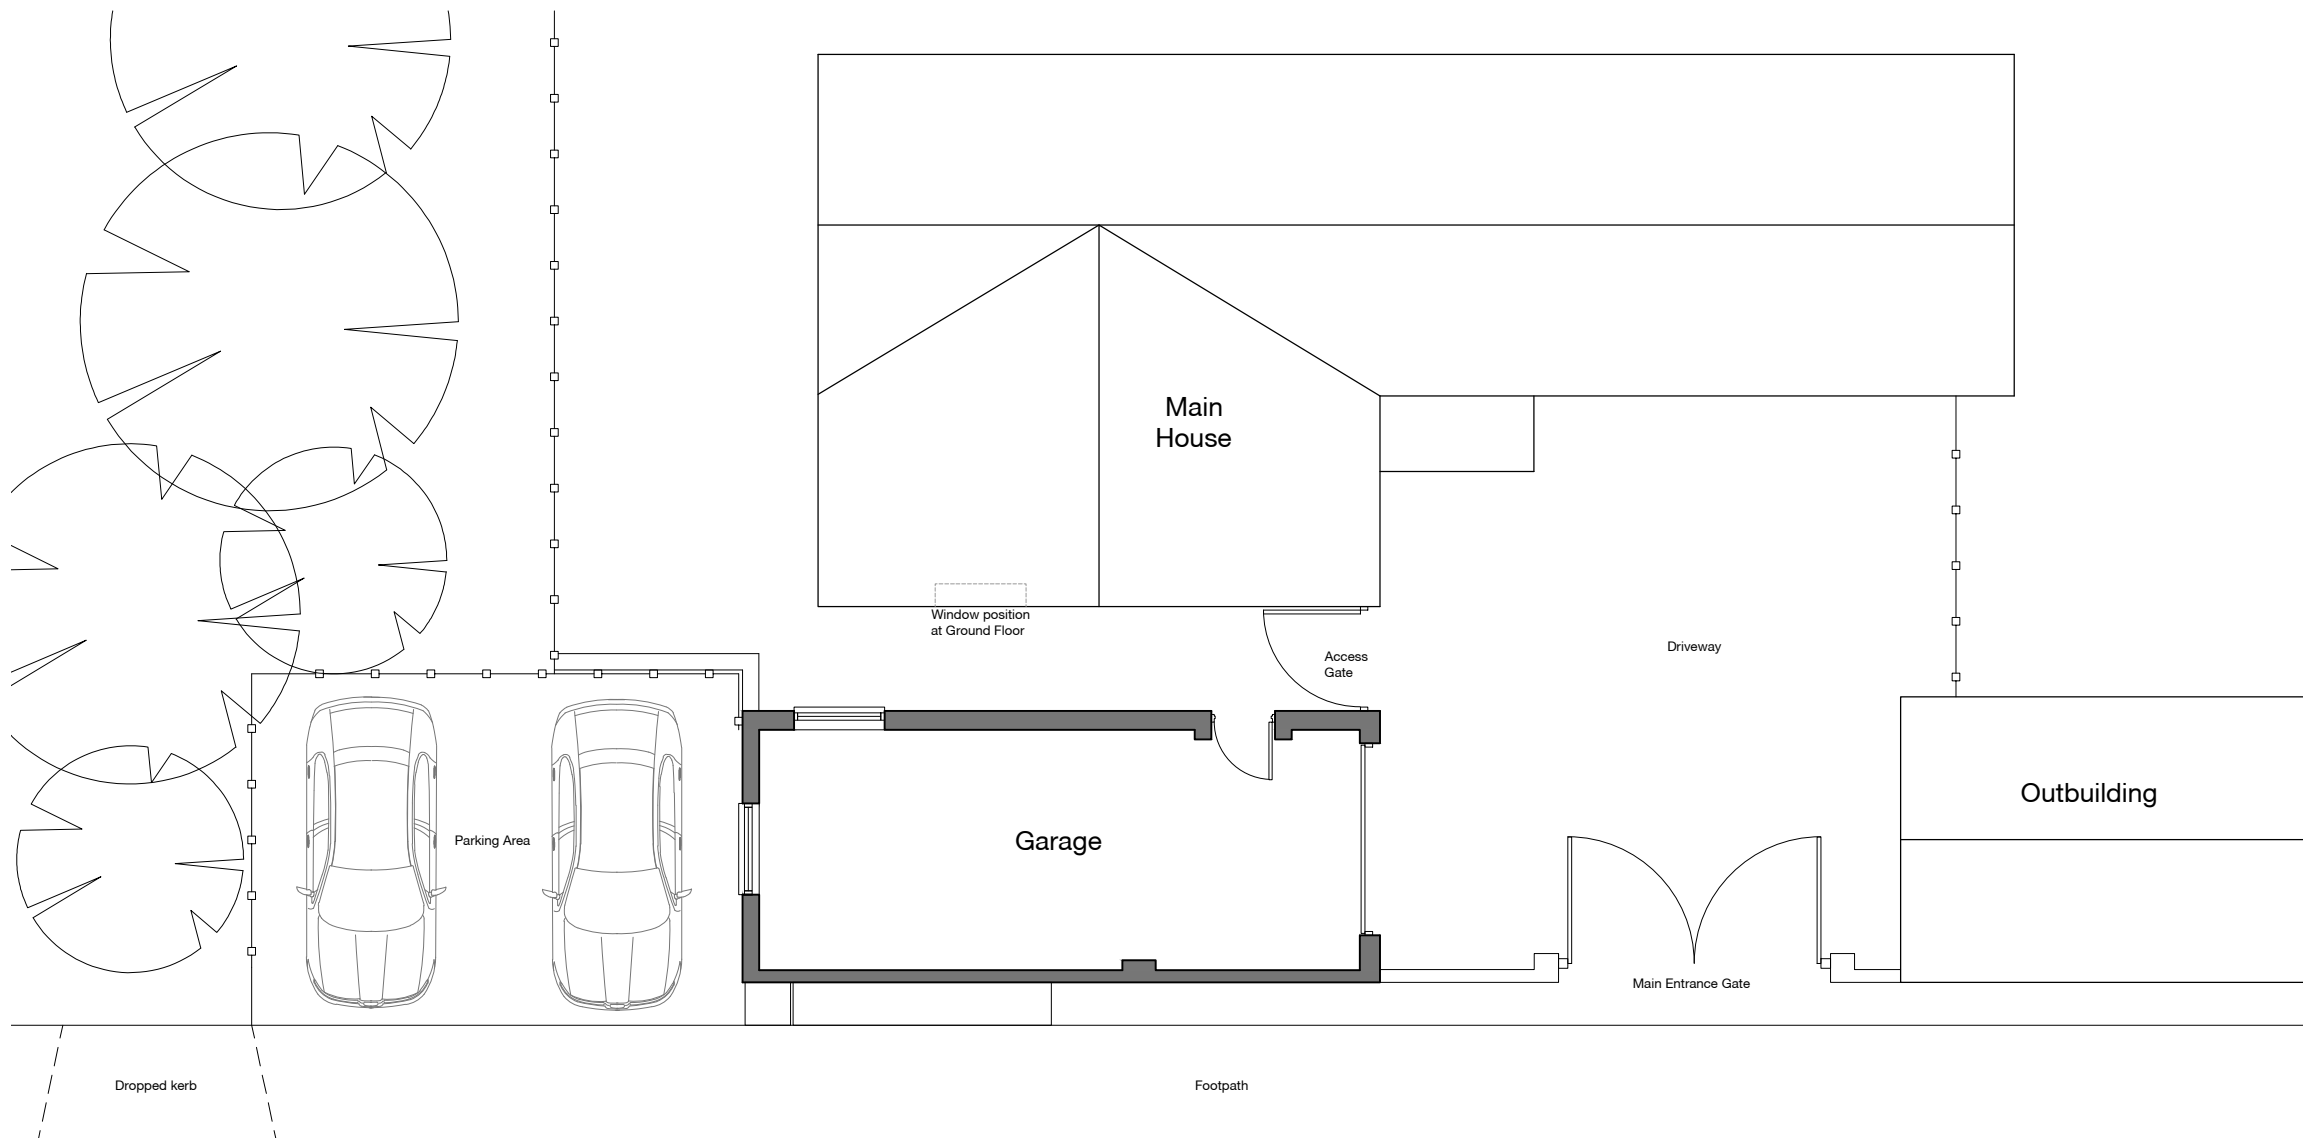 Main
House
Window position
at Ground Floor
Access
Gate
Driveway
Outbuilding
Parking Area
Garage
Main Entrance Gate
Dropped kerb
Footpath